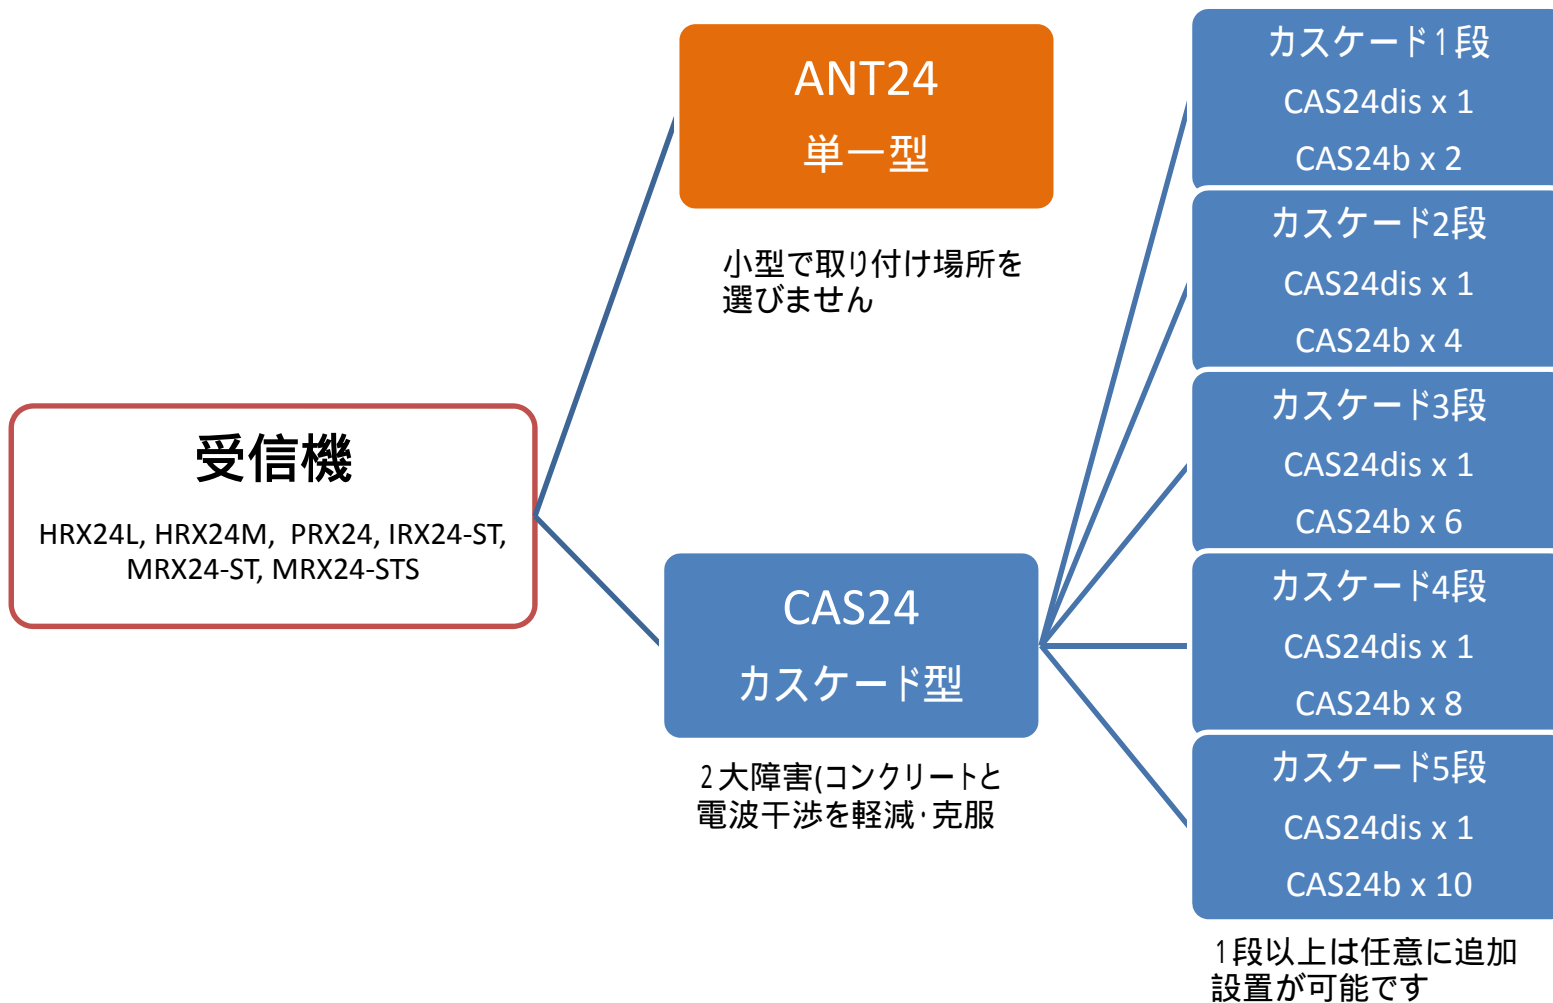 受信機
HRX24L, HRX24M, PRX24, IRX24-ST,
MRX24-ST, MRX24-STS
ANT24
単一型
小型で取り付け場所を
選びません
CAS24
カスケード型
2大障害(コンクリートと
電波干渉を軽減・克服
カスケード1段
CAS24dis x 1
CAS24b x 2
カスケード2段
CAS24dis x 1
CAS24b x 4
カスケード3段
CAS24dis x 1
CAS24b x 6
カスケード4段
CAS24dis x 1
CAS24b x 8
カスケード5段
CAS24dis x 1
CAS24b x 10
1段以上は任意に追加
設置が可能です